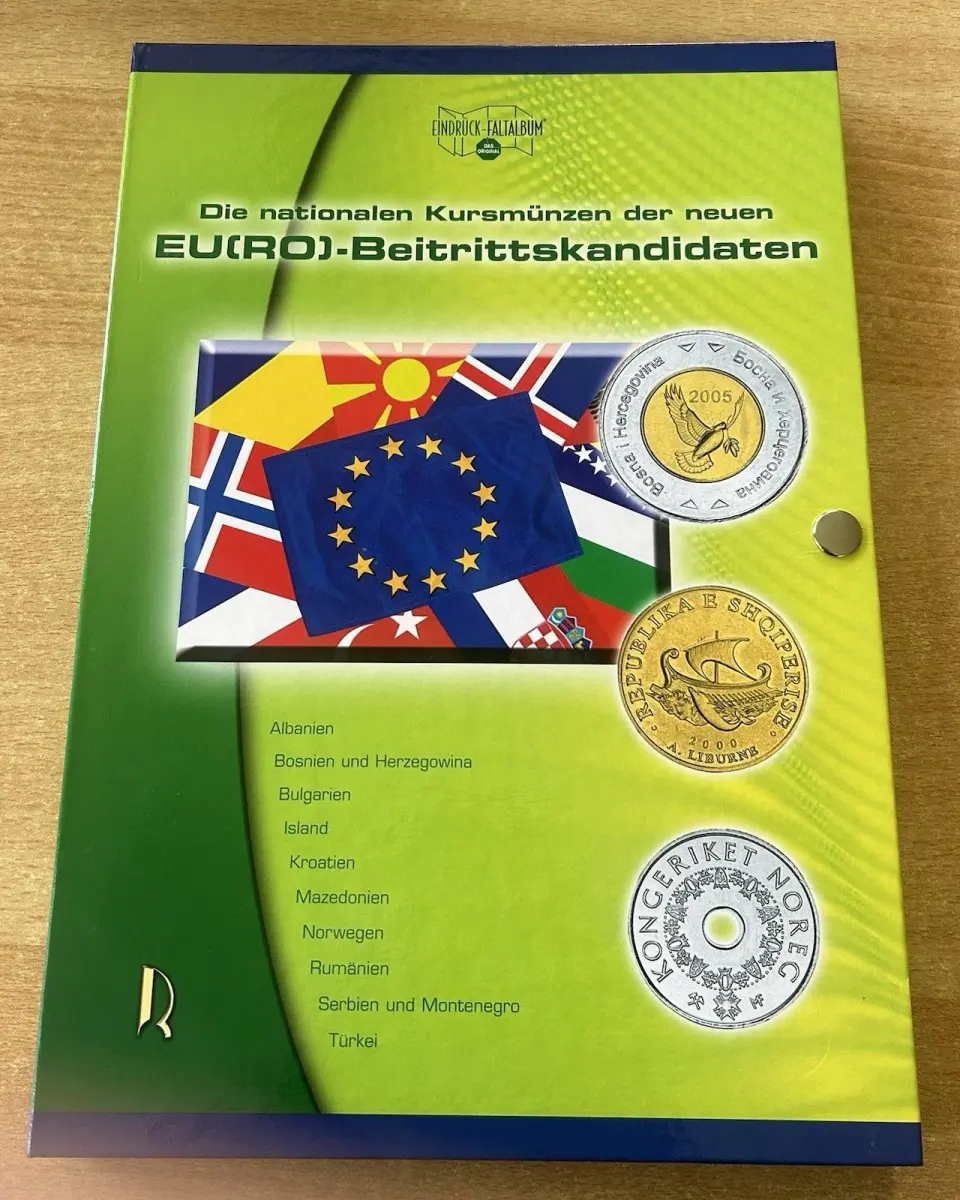 EINDRÜCK-FALTALBUM®
DAS
ORIGINAL
Die nationalen Kursmünzen der neuen
EU(RO)-Beitrittskandidaten
Bosna i Hercegovina
Босна и Херцеговина
2005
REPUBLIKA E SHQIPERISE
2000
A. LIBURNE
Albanien
Bosnien und Herzegowina
Bulgarien
Island
Kroatien
Mazedonien
Norwegen
Rumänien
Serbien und Montenegro
Türkei
KONGERIKET NOREG
R